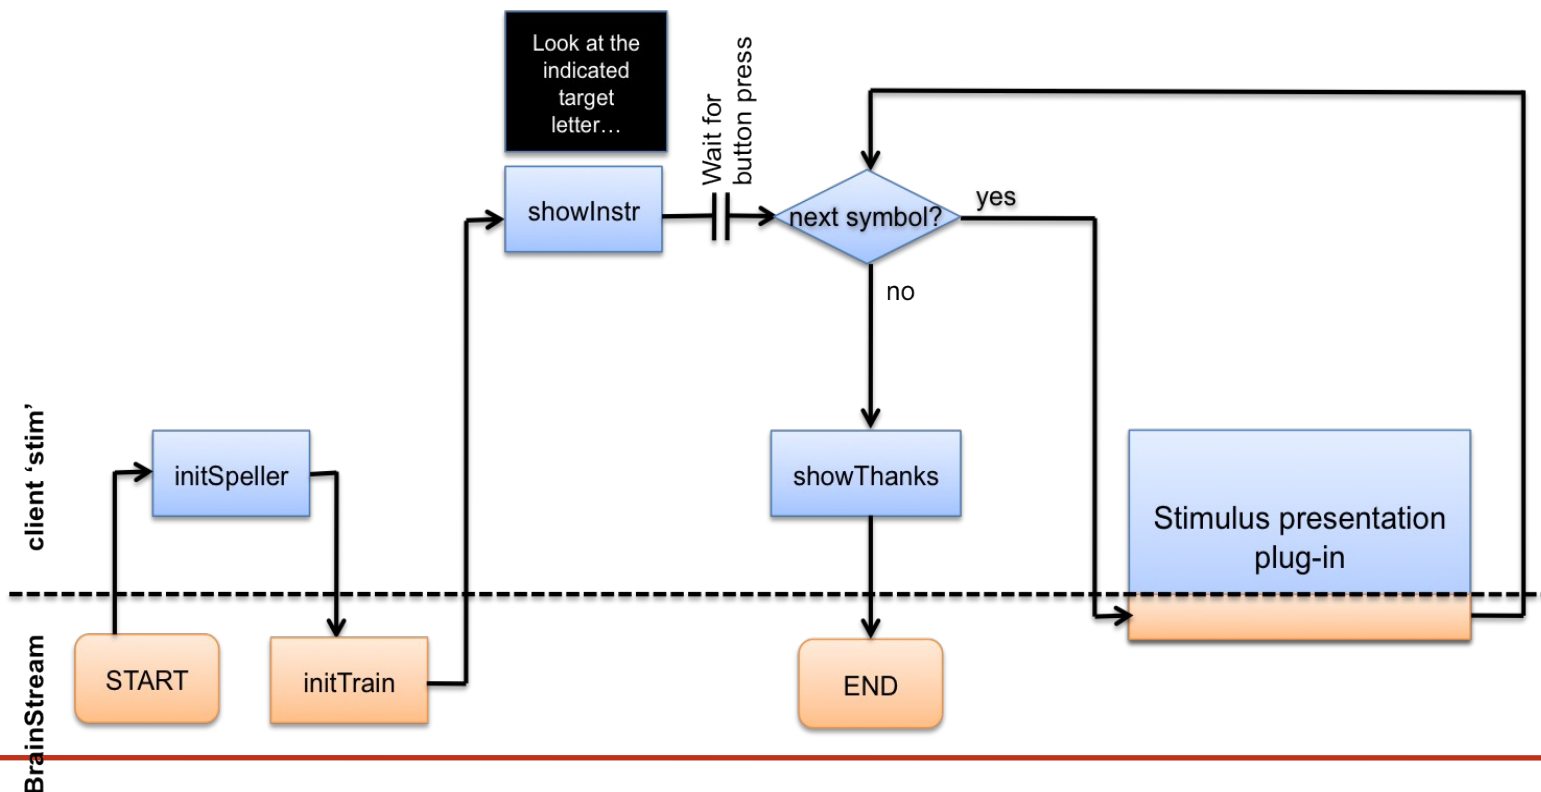 Look at the
indicated
target
letter…
Wait for
button press
showInstr
next symbol?
yes
no
client ‘stim’
initSpeller
showThanks
Stimulus presentation
plug-in
BrainStream
START
initTrain
END